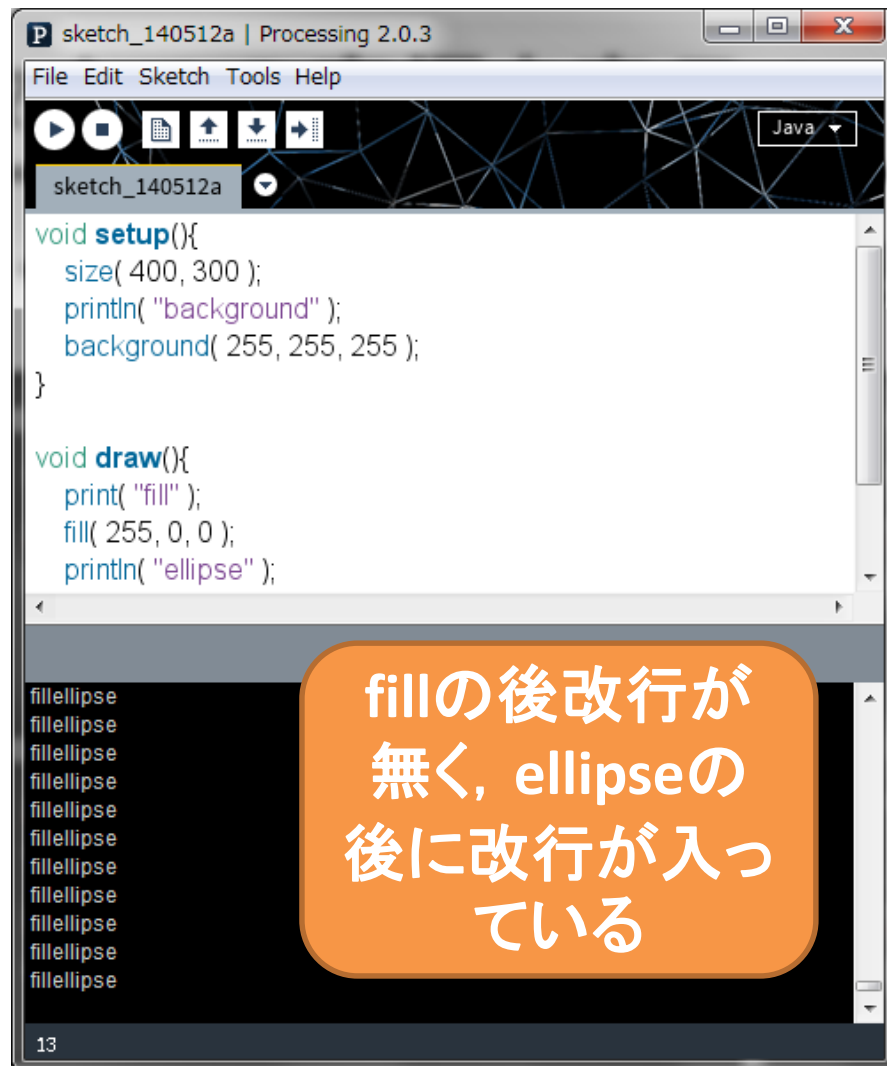 sketch_140512a | Processing 2.0.3
File Edit Sketch Tools Help
Java
sketch_140512a
void setup(){
size( 400, 300 );
println( "background" );
background( 255, 255, 255 );
}
void draw(){
print( "fill" );
fill( 255, 0, 0 );
println( "ellipse" );
fillellipse
fillellipse
fillellipse
fillellipse
fillellipse
fillellipse
fillellipse
fillellipse
fillellipse
fillellipse
fillellipse
fillの後改行が
無く，ellipseの
後に改行が入っ
ている
13